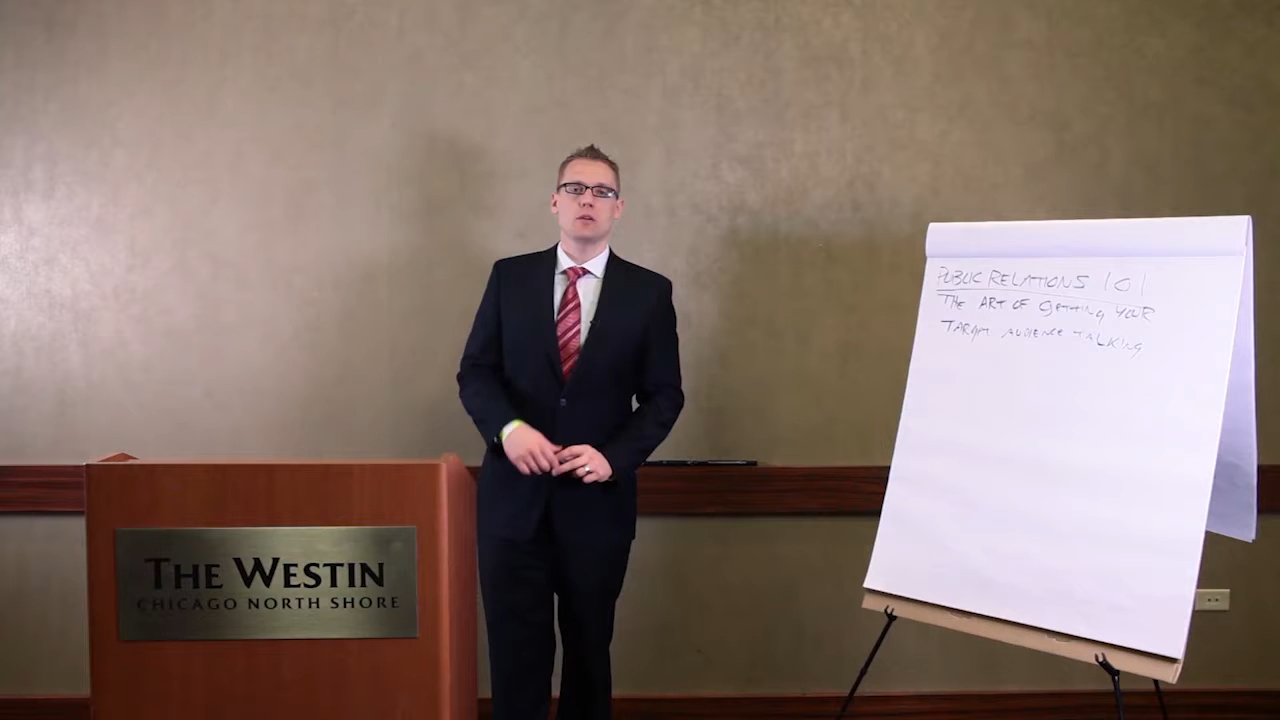 THE WESTIN
CHICAGO NORTH SHORE
PUBLIC RELATIONS 101
THE ART OF GETTING YOUR
TARGET AUDIENCE TALKING